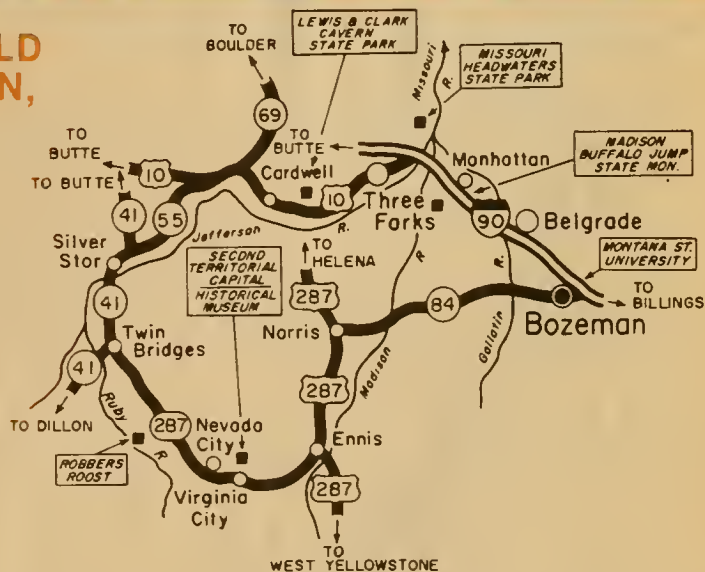 LD
N,
TO
BOULDER
LEWIS & CLARK
CAVERN
STATE PARK
MISSOURI
HEADWATERS
STATE PARK
Missouri
R.
69
TO
BUTTE
TO BUTTE
10
41
55
TO
BUTTE
Cardwell
10
Three
Farks
Manhattan
MADISON
BUFFALO JUMP
STATE MON.
90
Belgrade
MONTANA ST.
UNIVERSITY
TO
BILLINGS
Bozeman
84
Silver
Stor
Jefferson
R.
SECOND
TERRITORIAL
CAPITAL
HISTORICAL
MUSEUM
TO
HELENA
287
Norris
Madison
R
Gallatin
R.
41
Twin
Bridges
41
TO DILLON
Ruby
R.
287
Nevada
City
287
Ennis
ROBBERS
ROOST
Virginia
City
287
TO
WEST YELLOWSTONE